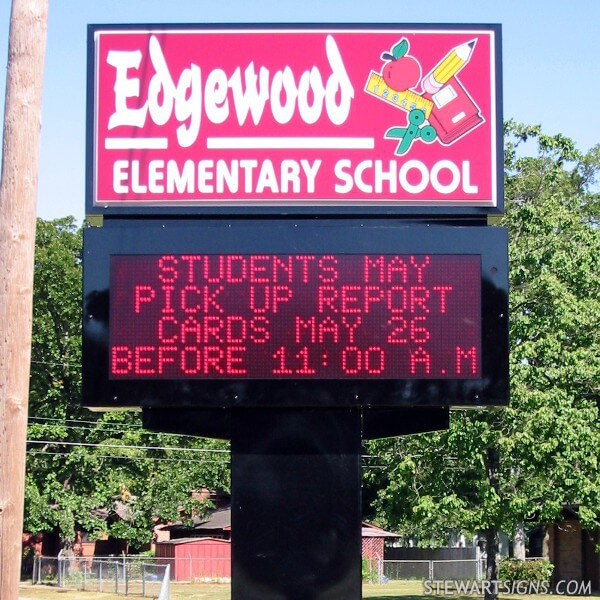 Edgewood
ELEMENTARY SCHOOL
STUDENTS MAY
PICK UP REPORT
CARDS MAY 26
BEFORE 11:00 A.M
STEWARTSIGNS.COM